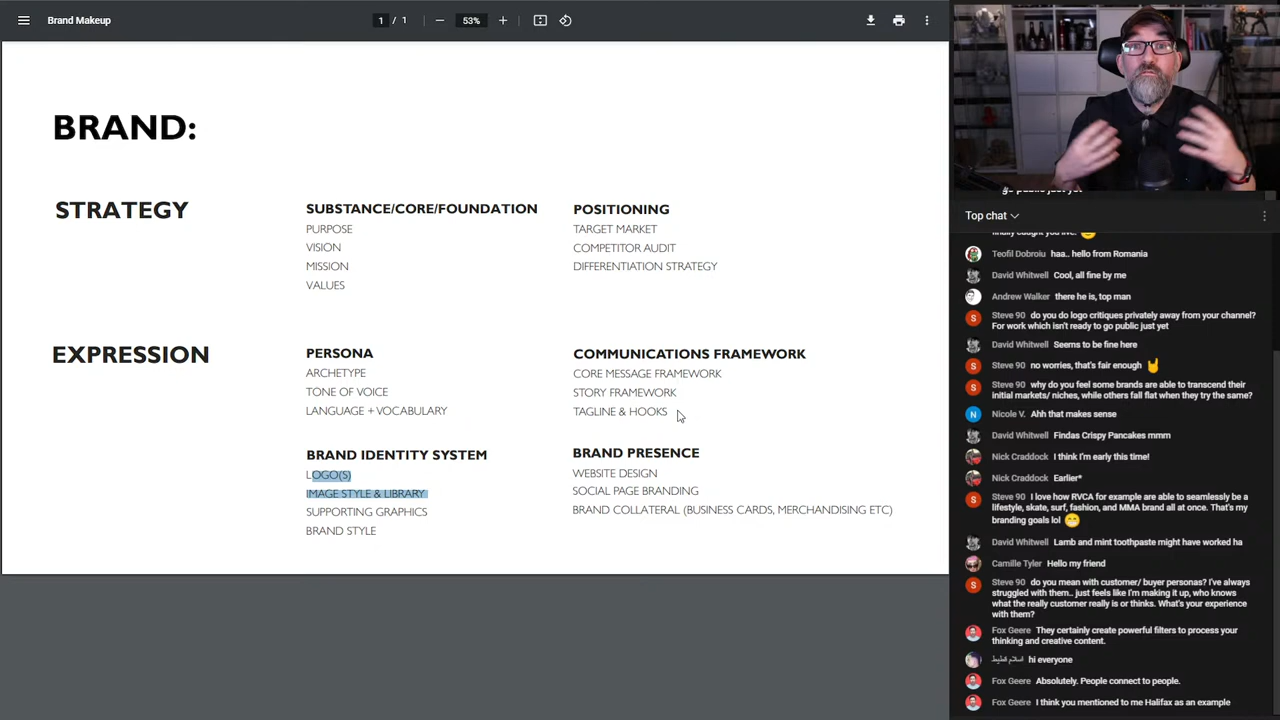 Brand Makeup
1 / 1
53%
BRAND:
STRATEGY
SUBSTANCE/CORE/FOUNDATION
PURPOSE
VISION
MISSION
VALUES
POSITIONING
TARGET MARKET
COMPETITOR AUDIT
DIFFERENTIATION STRATEGY
EXPRESSION
PERSONA
ARCHETYPE
TONE OF VOICE
LANGUAGE + VOCABULARY
COMMUNICATIONS FRAMEWORK
CORE MESSAGE FRAMEWORK
STORY FRAMEWORK
TAGLINE & HOOKS
BRAND IDENTITY SYSTEM
LOGO(S)
IMAGE STYLE & LIBRARY
SUPPORTING GRAPHICS
BRAND STYLE
BRAND PRESENCE
WEBSITE DESIGN
SOCIAL PAGE BRANDING
BRAND COLLATERAL (BUSINESS CARDS, MERCHANDISING ETC)
go public just yet
Top chat
finally caught you live.
Teofil Dobroiu haa.. hello from Romania
David Whitwell Cool, all fine by me
Andrew Walker there he is, top man
S Steve 90 do you do logo critiques privately away from your channel?
For work which isn't ready to go public just yet
David Whitwell Seems to be fine here
S Steve 90 no worries, that's fair enough 🤘
S Steve 90 why do you feel some brands are able to transcend their
initial markets/ niches, while others fall flat when they try the same?
N Nicole V. Ahh that makes sense
David Whitwell Findas Crispy Pancakes mmm
Nick Craddock I think I'm early this time!
Nick Craddock Earlier*
S Steve 90 I love how RVCA for example are able to seamlessly be a
lifestyle, skate, surf, fashion, and MMA brand all at once. That's my
branding goals lol 😁
David Whitwell Lamb and mint toothpaste might have worked ha
Camille Tyler Hello my friend
S Steve 90 do you mean with customer/ buyer personas? I've always
struggled with them.. just feels like I'm making it up, who knows
what the really customer really is or thinks. What's your experience
with them?
Fox Geere They certainly create powerful filters to process your
thinking and creative content.
hi everyone
Fox Geere Absolutely. People connect to people.
Fox Geere I think you mentioned to me Halifax as an example